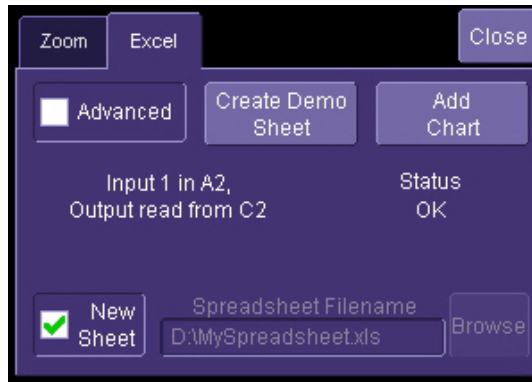 Zoom
Excel
Close
Advanced
Create Demo
Sheet
Add
Chart
Input 1 in A2,
Output read from C2
Status
OK
New
Sheet
Spreadsheet Filename
D:\MySpreadsheet.xls
Browse